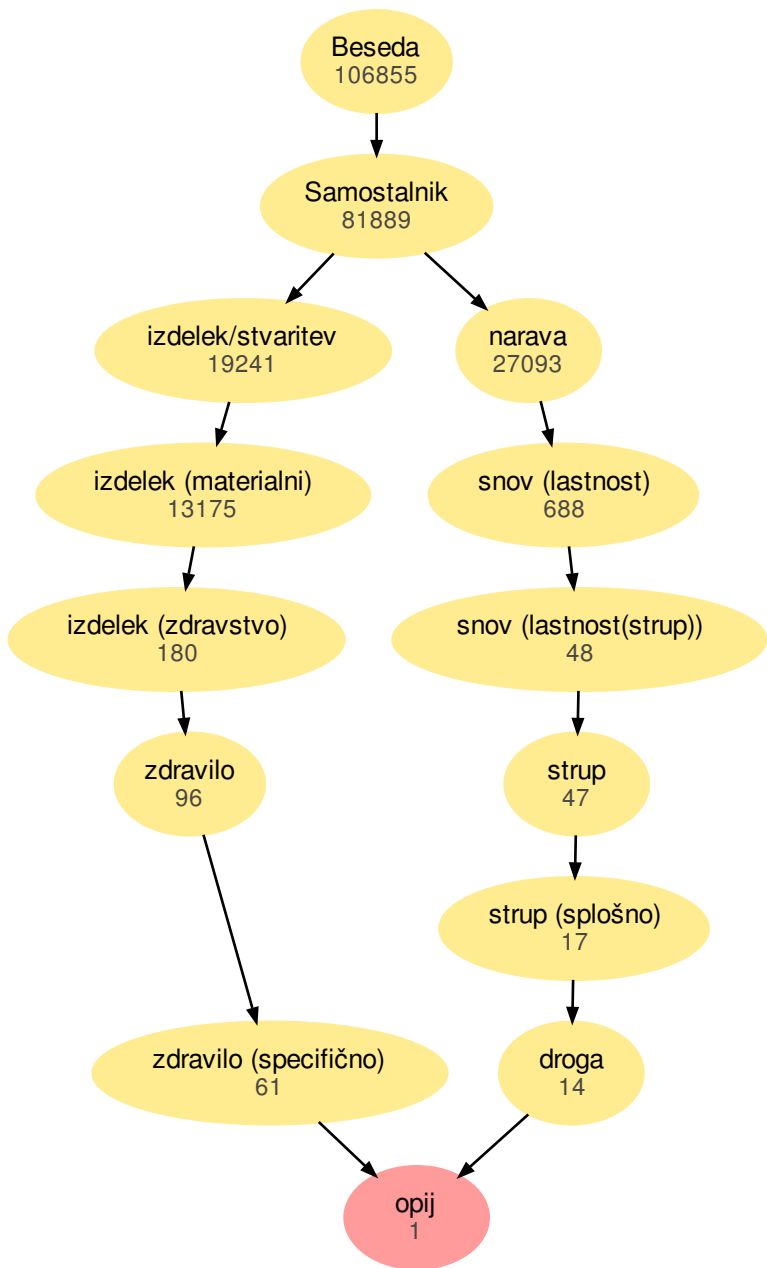 Beseda
106855
Samostalnik
81889
izdelek/stvaritev
19241
narava
27093
izdelek (materialni)
13175
snov (lastnost)
688
izdelek (zdravstvo)
180
snov (lastnost(strup))
48
zdravilo
96
strup
47
strup (splošno)
17
zdravilo (specifično)
61
droga
14
opij
1